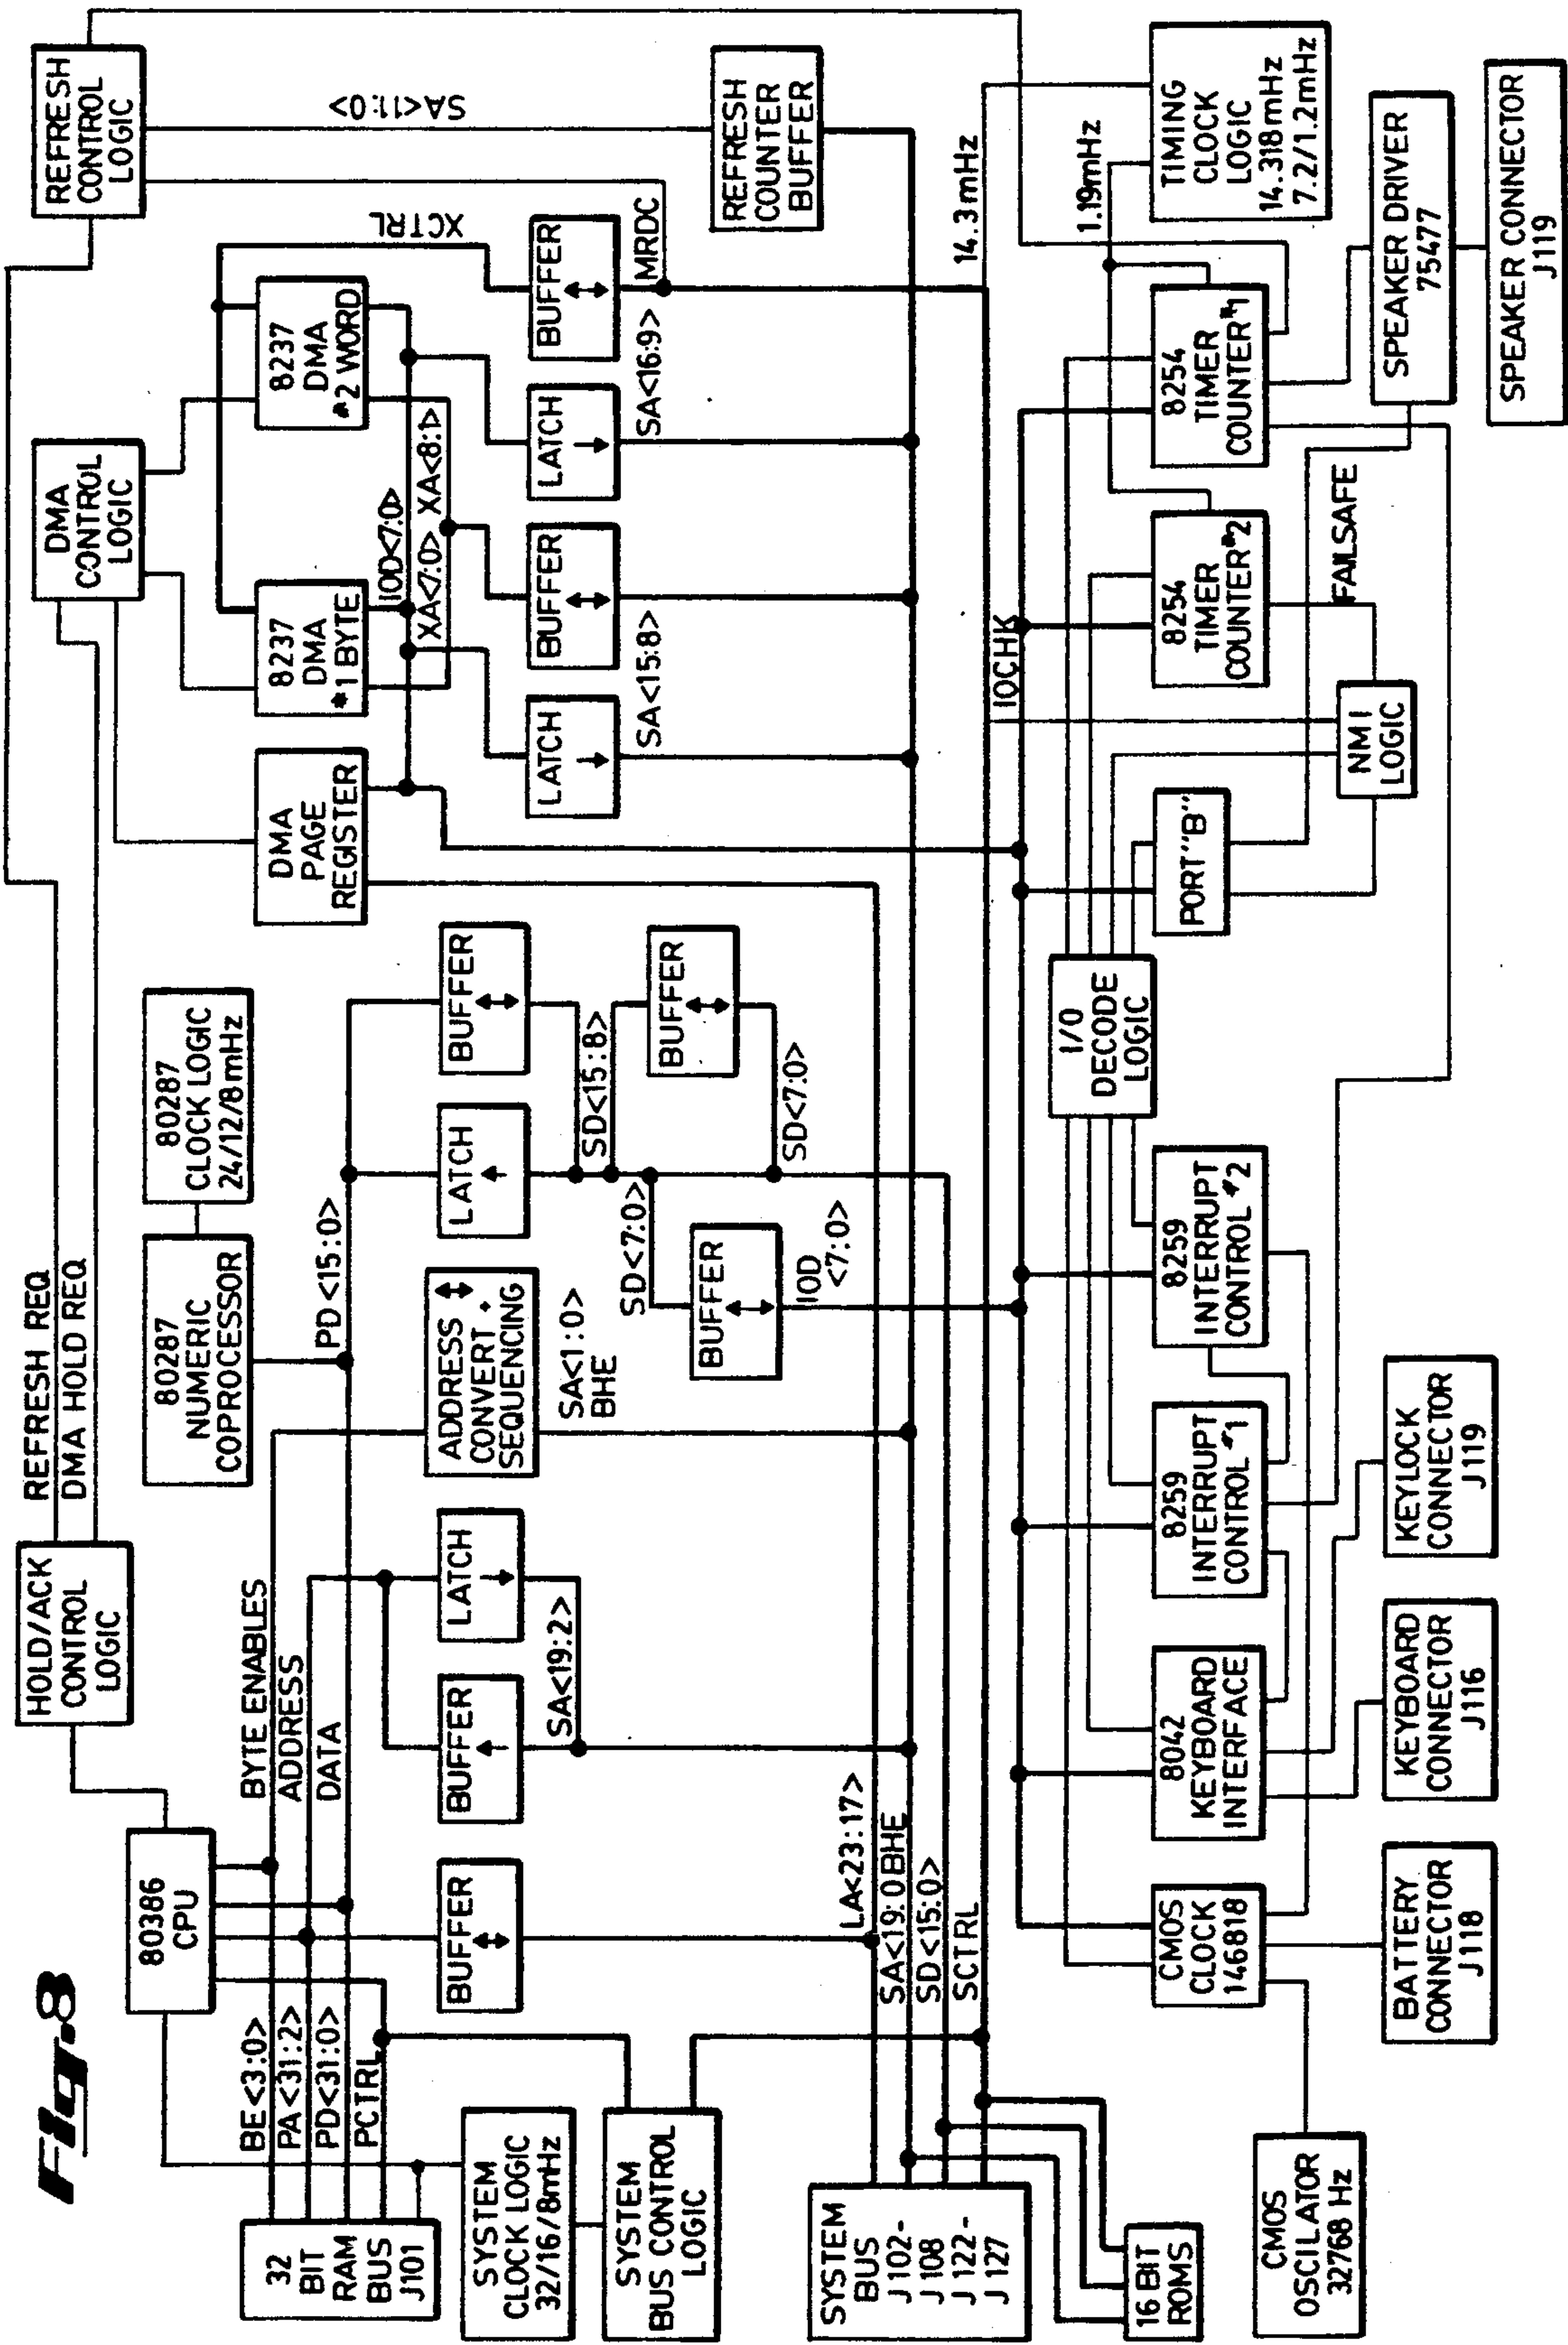 Fig. 8
32
BIT
RAM
BUS
J101
BE<3:0>
PA<31:2>
PD<31:0>
PCTRL
80386
CPU
HOLD/ACK
CONTROL
LOGIC
REFRESH REQ
DMA HOLD REQ
BYTE ENABLES
ADDRESS
DATA
80287
NUMERIC
COPROCESSOR
80287
CLOCK LOGIC
24/12/8mHz
PD<15:0>
DMA
CONTROL
LOGIC
REFRESH
CONTROL
LOGIC
DMA
PAGE
REGISTER
8237
DMA
#1 BYTE
8237
DMA
#2 WORD
IOD<7:0>
XA<7:0>
XA<8:1>
XCTRL
SA<11:0>
SYSTEM
CLOCK LOGIC
32/16/8mHz
SYSTEM
BUS CONTROL
LOGIC
BUFFER
BUFFER
LATCH
SA<19:2>
ADDRESS
CONVERT +
SEQUENCING
SA<1:0>
BHE
LATCH
BUFFER
SD<15:8>
SD<7:0>
BUFFER
SD<7:0>
BUFFER
IOD
<7:0>
LATCH
SA<15:8>
BUFFER
LATCH
SA<16:9>
BUFFER
MRDC
REFRESH
COUNTER
BUFFER
SYSTEM
BUS
J102-
J108
J122-
J127
LA<23:17>
SA<19:0BHE
SD<15:0>
SCTRL
IOCHK
14.3mHz
1.19mHz
16 BIT
ROMS
CMOS
OSCILATOR
32768 Hz
CMOS
CLOCK
146818
8042
KEYBOARD
INTERFACE
8259
INTERRUPT
CONTROL #1
8259
INTERRUPT
CONTROL #2
I/O
DECODE
LOGIC
PORT"B"
NMI
LOGIC
FAILSAFE
8254
TIMER
COUNTER#2
8254
TIMER
COUNTER#1
TIMING
CLOCK
LOGIC
14.318mHz
7.2/1.2mHz
BATTERY
CONNECTOR
J118
KEYBOARD
CONNECTOR
J116
KEYLOCK
CONNECTOR
J119
SPEAKER DRIVER
75477
SPEAKER CONNECTOR
J119